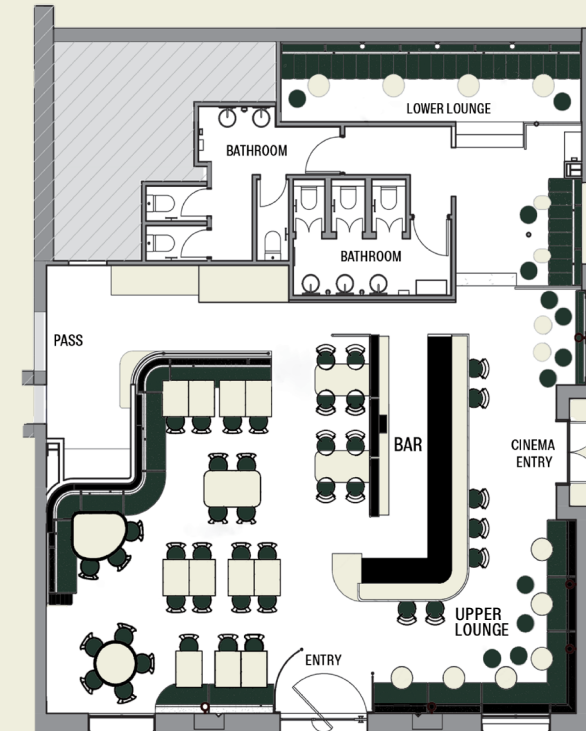 LOWER LOUNGE
BATHROOM
BATHROOM
PASS
BAR
CINEMA
ENTRY
UPPER
LOUNGE
ENTRY